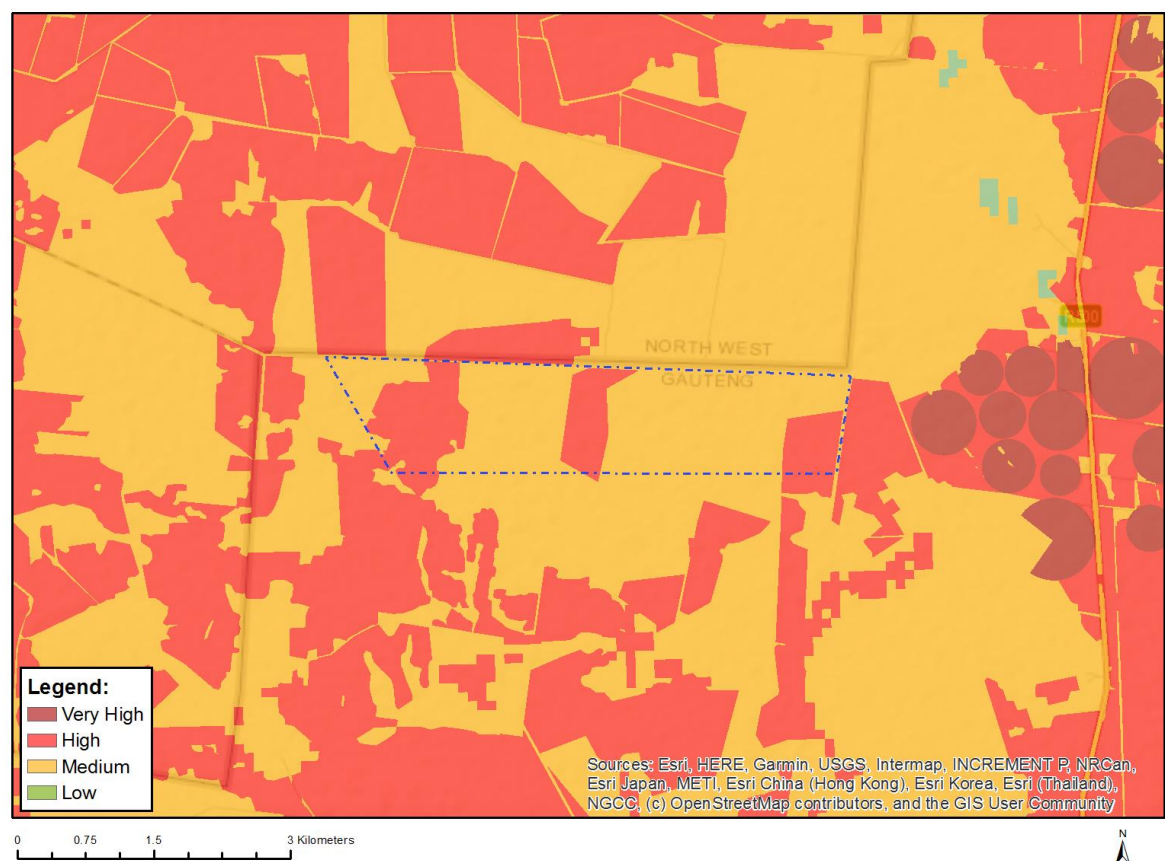 NORTH WEST
GAUTENG
Legend:
Very High
High
Medium
Low
Sources: Esri, HERE, Garmin, USGS, Intermap, INCREMENT P, NRCan,
Esri Japan, METI, Esri China (Hong Kong), Esri Korea, Esri (Thailand),
NGCC, (c) OpenStreetMap contributors, and the GIS User Community
0 0.75 1.5 3 Kilometers
N